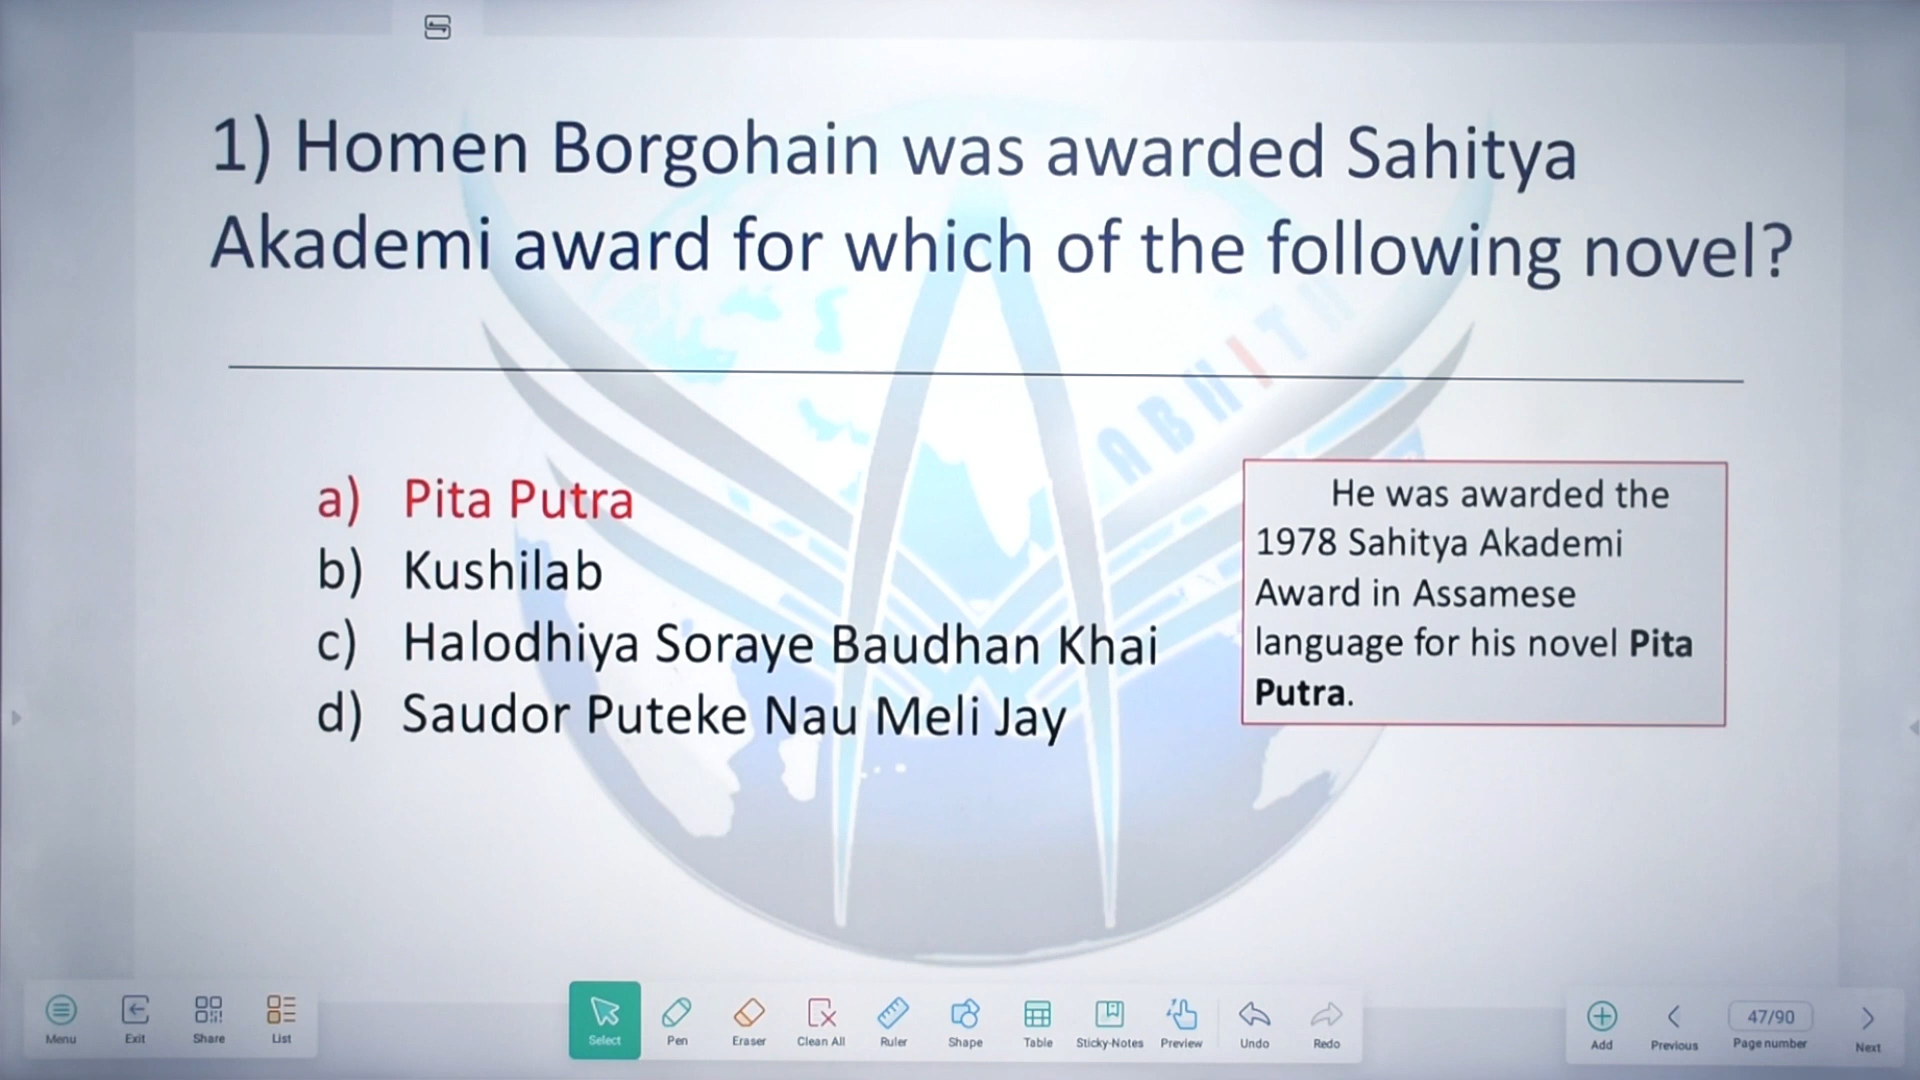 1) Homen Borgohain was awarded Sahitya
Akademi award for which of the following novel?
ABHITH
a) Pita Putra
b) Kushilab
c) Halodhiya Soraye Baudhan Khai
d) Saudor Puteke Nau Meli Jay
He was awarded the
1978 Sahitya Akademi
Award in Assamese
language for his novel Pita
Putra.
Menu Exit Share List
Select Pen Eraser Clean All Ruler Shape Table Sticky-Notes Preview Undo Redo
47/90
Add Previous Page number Next